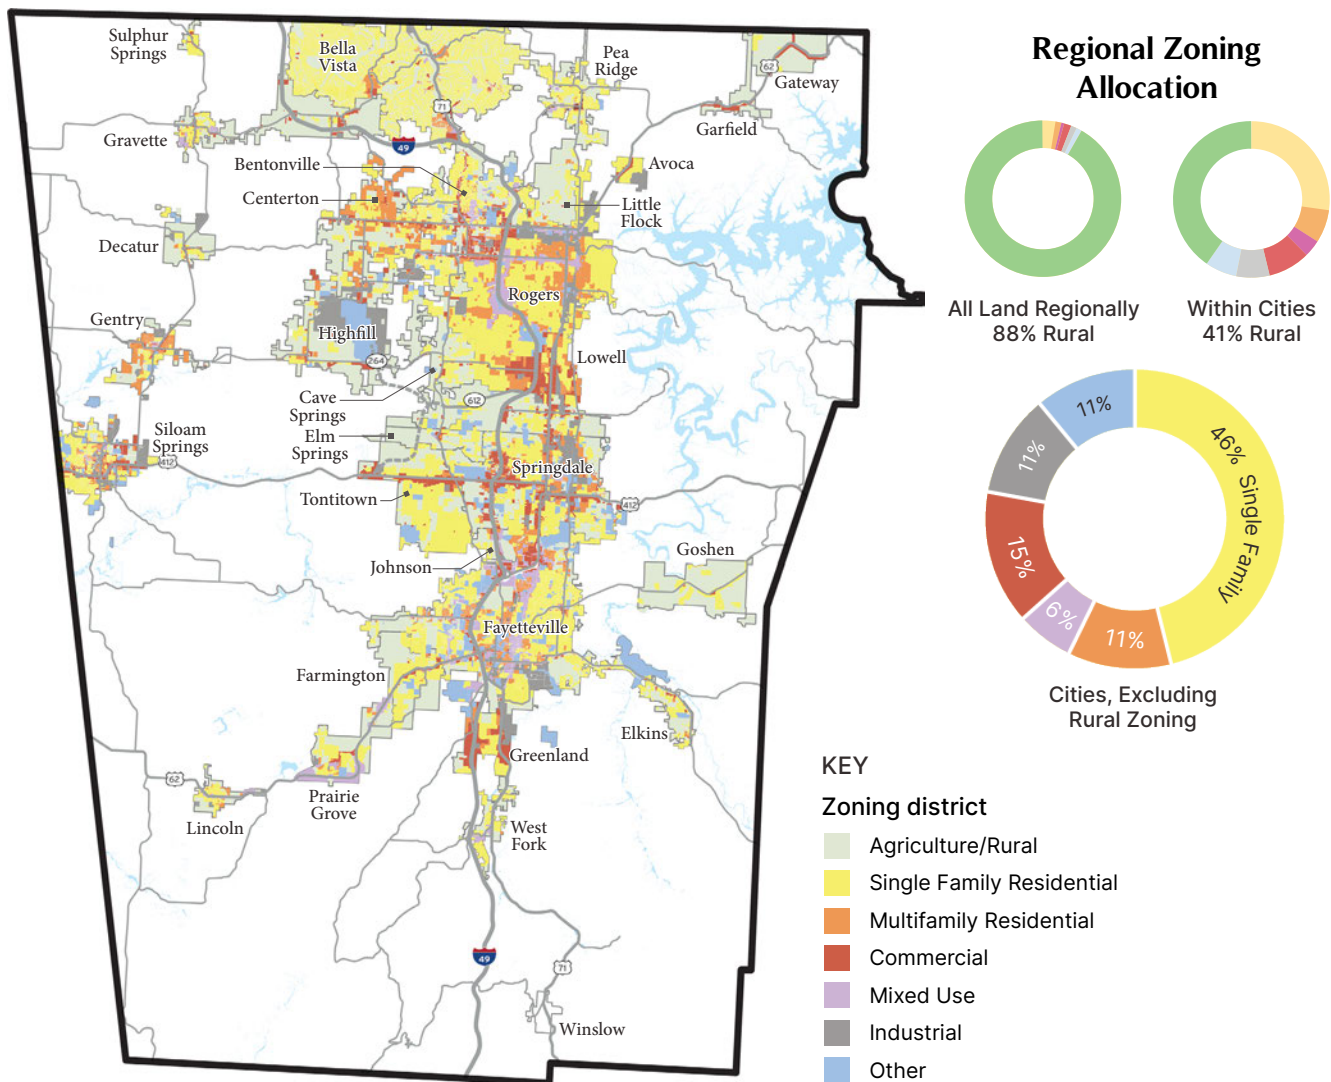 Sulphur
Springs
Bella
Vista
Pea
Ridge
62
Gateway
71
Garfield
Gravette
49
Bentonville
Avoca
Centerton
Little
Flock
Decatur
Rogers
Gentry
Highfill
264
Lowell
Cave
Springs
612
Elm
Springs
Siloam
Springs
412
Springdale
Tontitown
412
Johnson
Goshen
Fayetteville
Farmington
Elkins
Greenland
62
Prairie
Grove
Lincoln
West
Fork
49
71
Winslow
Regional Zoning
Allocation
All Land Regionally
88% Rural
Within Cities
41% Rural
46% Single Family
11%
6%
15%
11%
11%
Cities, Excluding
Rural Zoning
KEY
Zoning district
Agriculture/Rural
Single Family Residential
Multifamily Residential
Commercial
Mixed Use
Industrial
Other